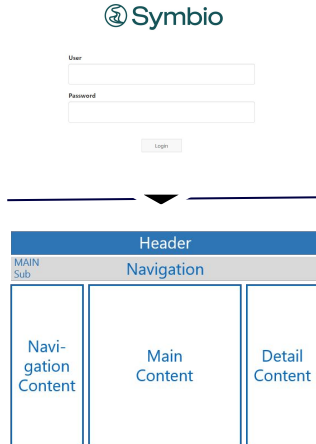 Symbio
User
Password
Login
Header
MAIN
Sub
Navigation
Navi-
gation
Content
Main
Content
Detail
Content